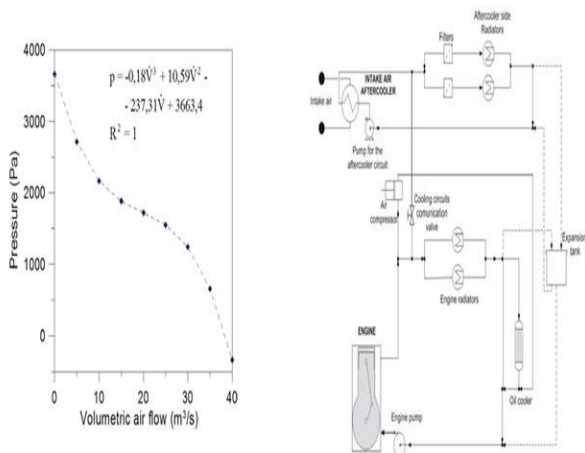 4000
3000
2000
1000
0
Pressure (Pa)
p = -0,18V̇³ + 10,59V̇² -
- 237,31V̇ + 3663,4
R² = 1
0
10
20
30
40
Volumetric air flow (m³/s)
Aftercooler side
Radiators
Filters
INTAKE AIR
AFTERCOOLER
Intake air
Pump for the
aftercooler circuit
Air
compressor
Cooling circuits
comunication
valve
Expansion
tank
Engine radiators
ENGINE
Oil cooler
Engine pump